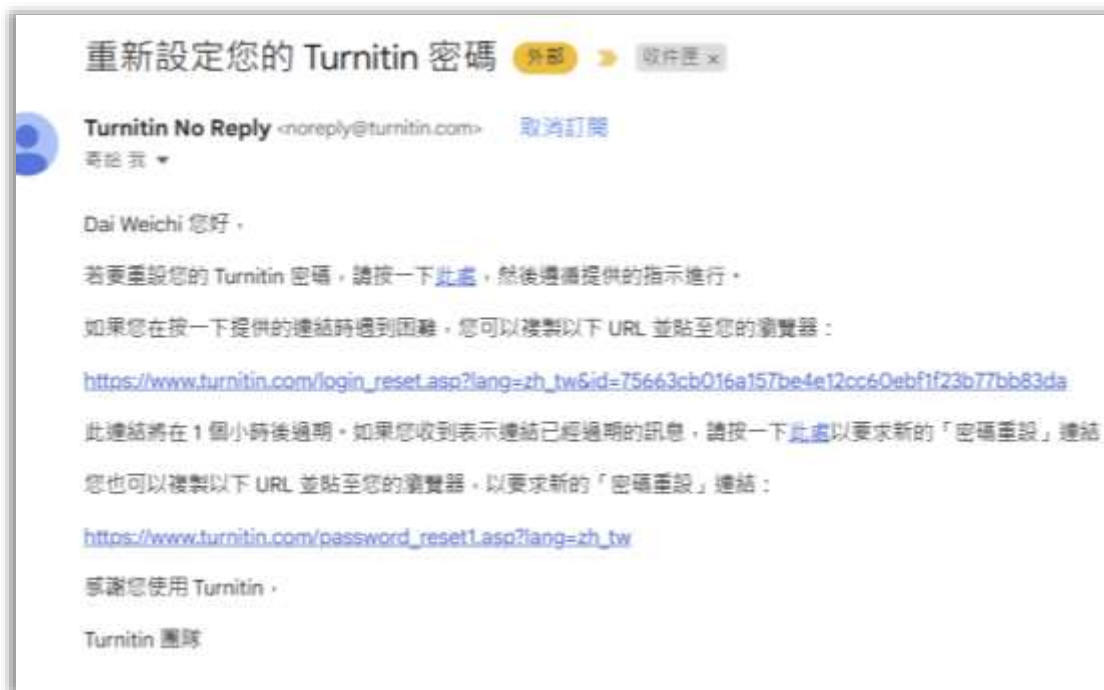 重新設定您的 Turnitin 密碼 外部 收件匣 x
Turnitin No Reply <noreply@turnitin.com> 取消訂閱
寄給 我
Dai Weichi 您好，
若要重設您的 Turnitin 密碼，請按一下此處，然後遵循提供的指示進行。
如果您在按一下提供的連結時遇到困難，您可以複製以下 URL 並貼至您的瀏覽器：
https://www.turnitin.com/login_reset.asp?lang=zh_tw&id=75663cb016a157be4e12cc60ebf1f23b77bb83da
此連結將在 1 個小時後過期。如果您收到表示連結已經過期的訊息，請按一下此處以要求新的「密碼重設」連結
您也可以複製以下 URL 並貼至您的瀏覽器，以要求新的「密碼重設」連結：
https://www.turnitin.com/password_reset1.asp?lang=zh_tw
感謝您使用 Turnitin，
Turnitin 團隊